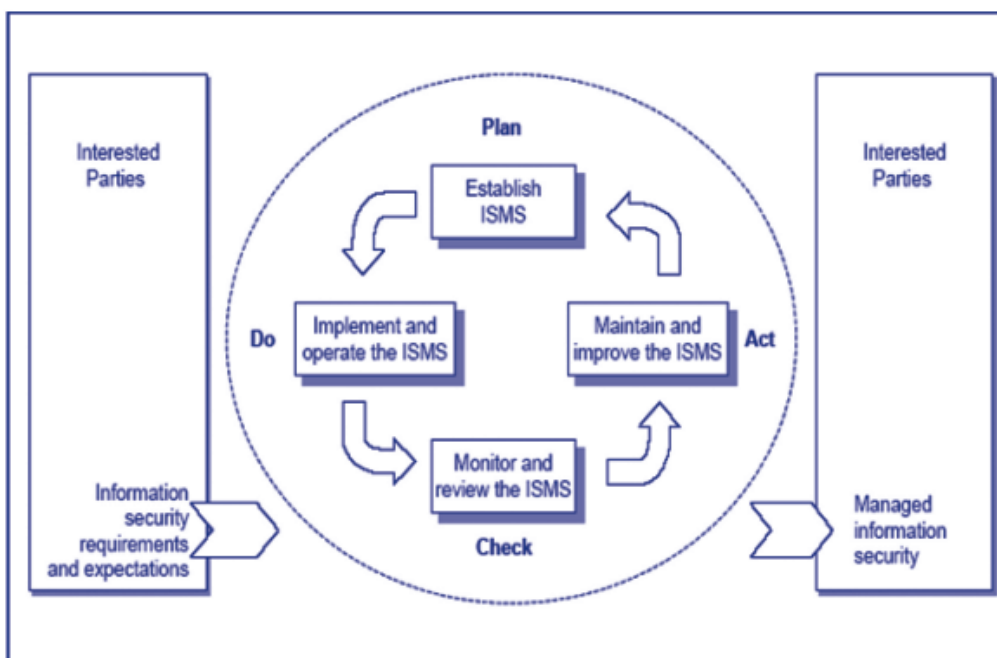 Interested
Parties
Plan
Establish
ISMS
Do
Implement and
operate the ISMS
Maintain and
improve the ISMS
Act
Monitor and
review the ISMS
Check
Information
security
requirements
and expectations
Interested
Parties
Managed
information
security